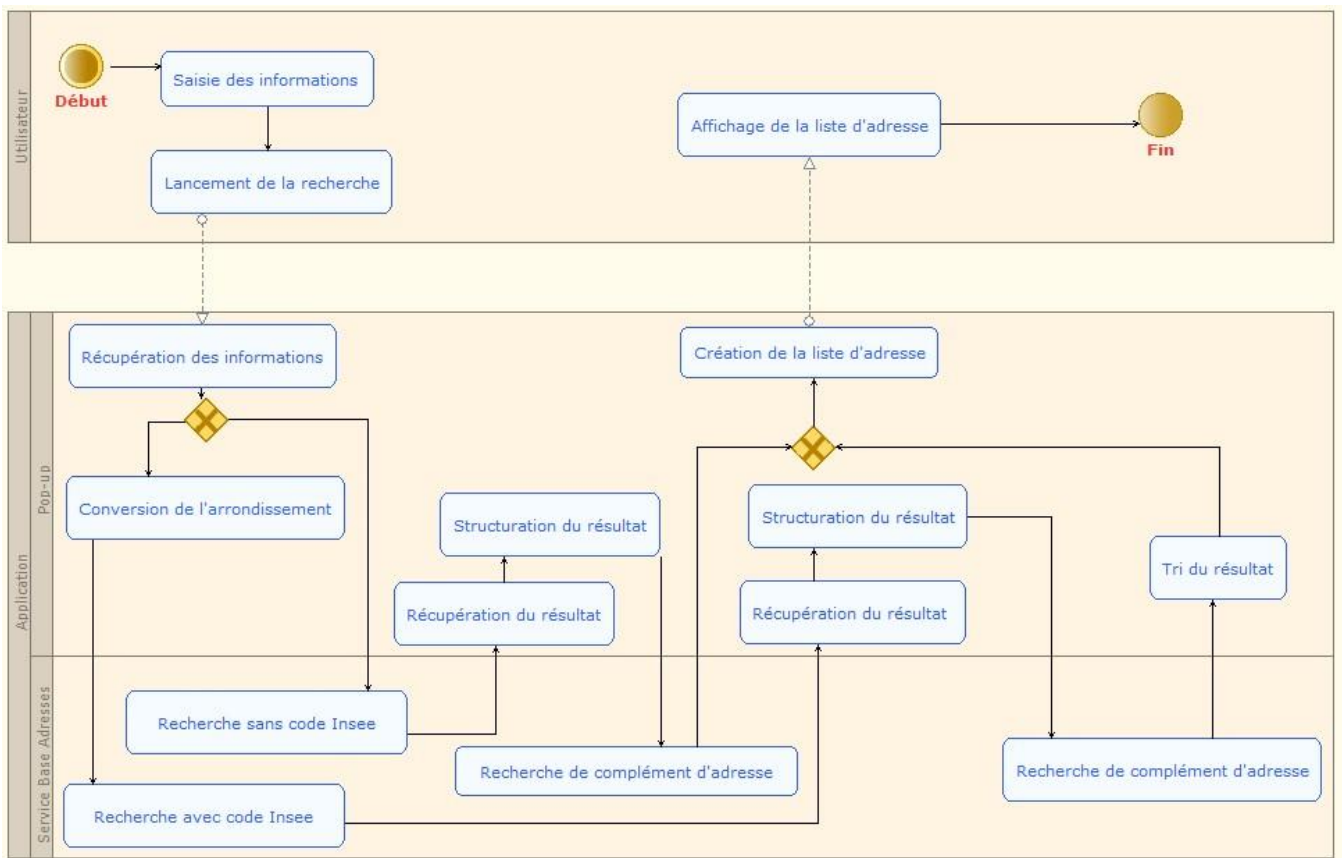 Utilisateur
Début
Saisie des informations
Lancement de la recherche
Affichage de la liste d'adresse
Fin
Application
Pop-up
Récupération des informations
Création de la liste d'adresse
Conversion de l'arrondissement
Structuration du résultat
Structuration du résultat
Tri du résultat
Récupération du résultat
Récupération du résultat
Service Base Adresses
Recherche sans code Insee
Recherche de complément d'adresse
Recherche de complément d'adresse
Recherche avec code Insee